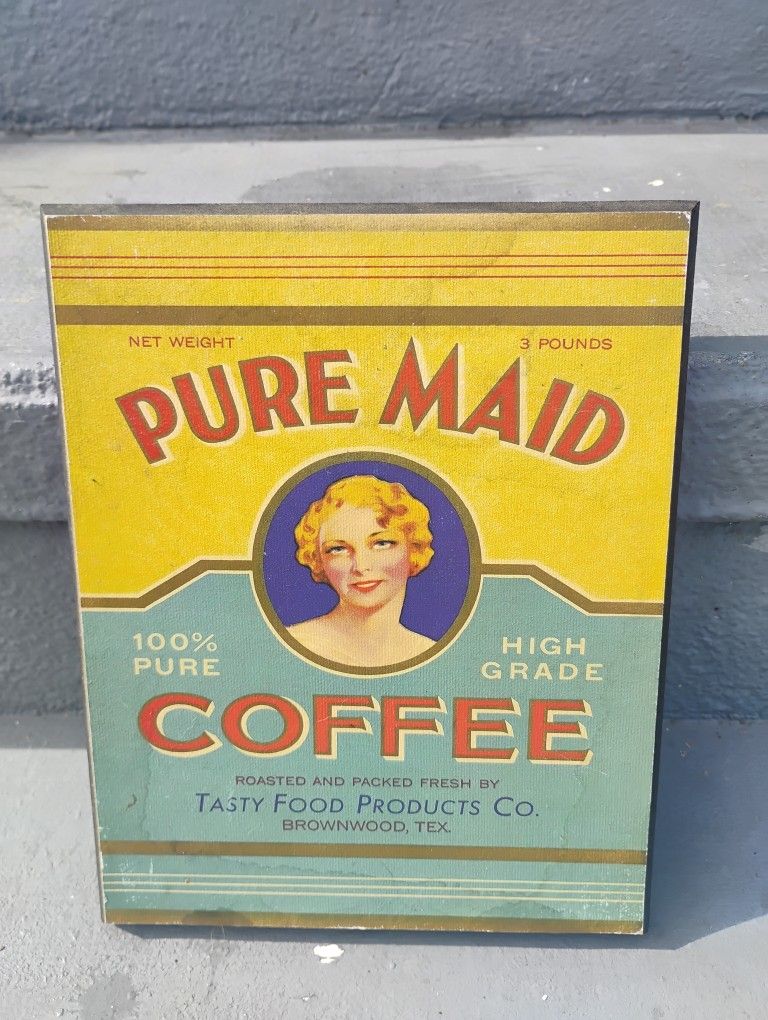 NET WEIGHT 3 POUNDS
PURE MAID
100% HIGH
PURE GRADE
COFFEE
ROASTED AND PACKED FRESH BY
TASTY FOOD PRODUCTS CO.
BROWNWOOD, TEX.